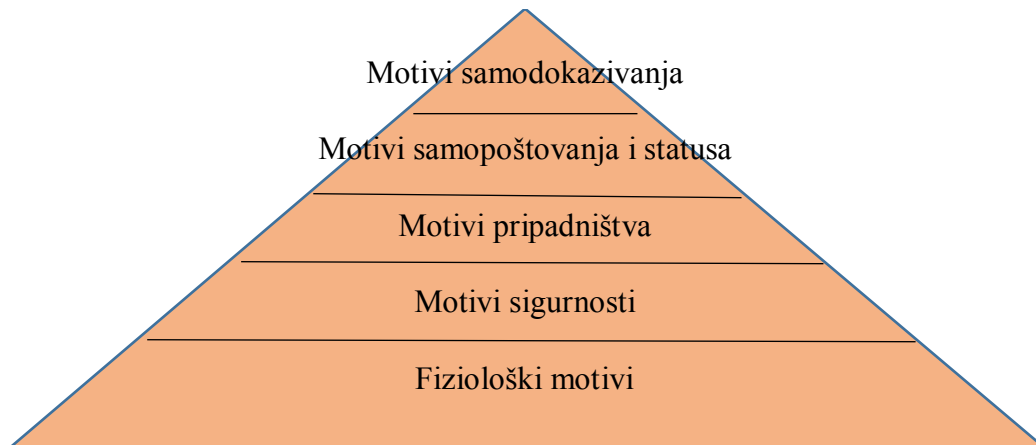 Motivi samodokazivanja
Motivi samopoštovanja i statusa
Motivi pripadništva
Motivi sigurnosti
Fiziološki motivi